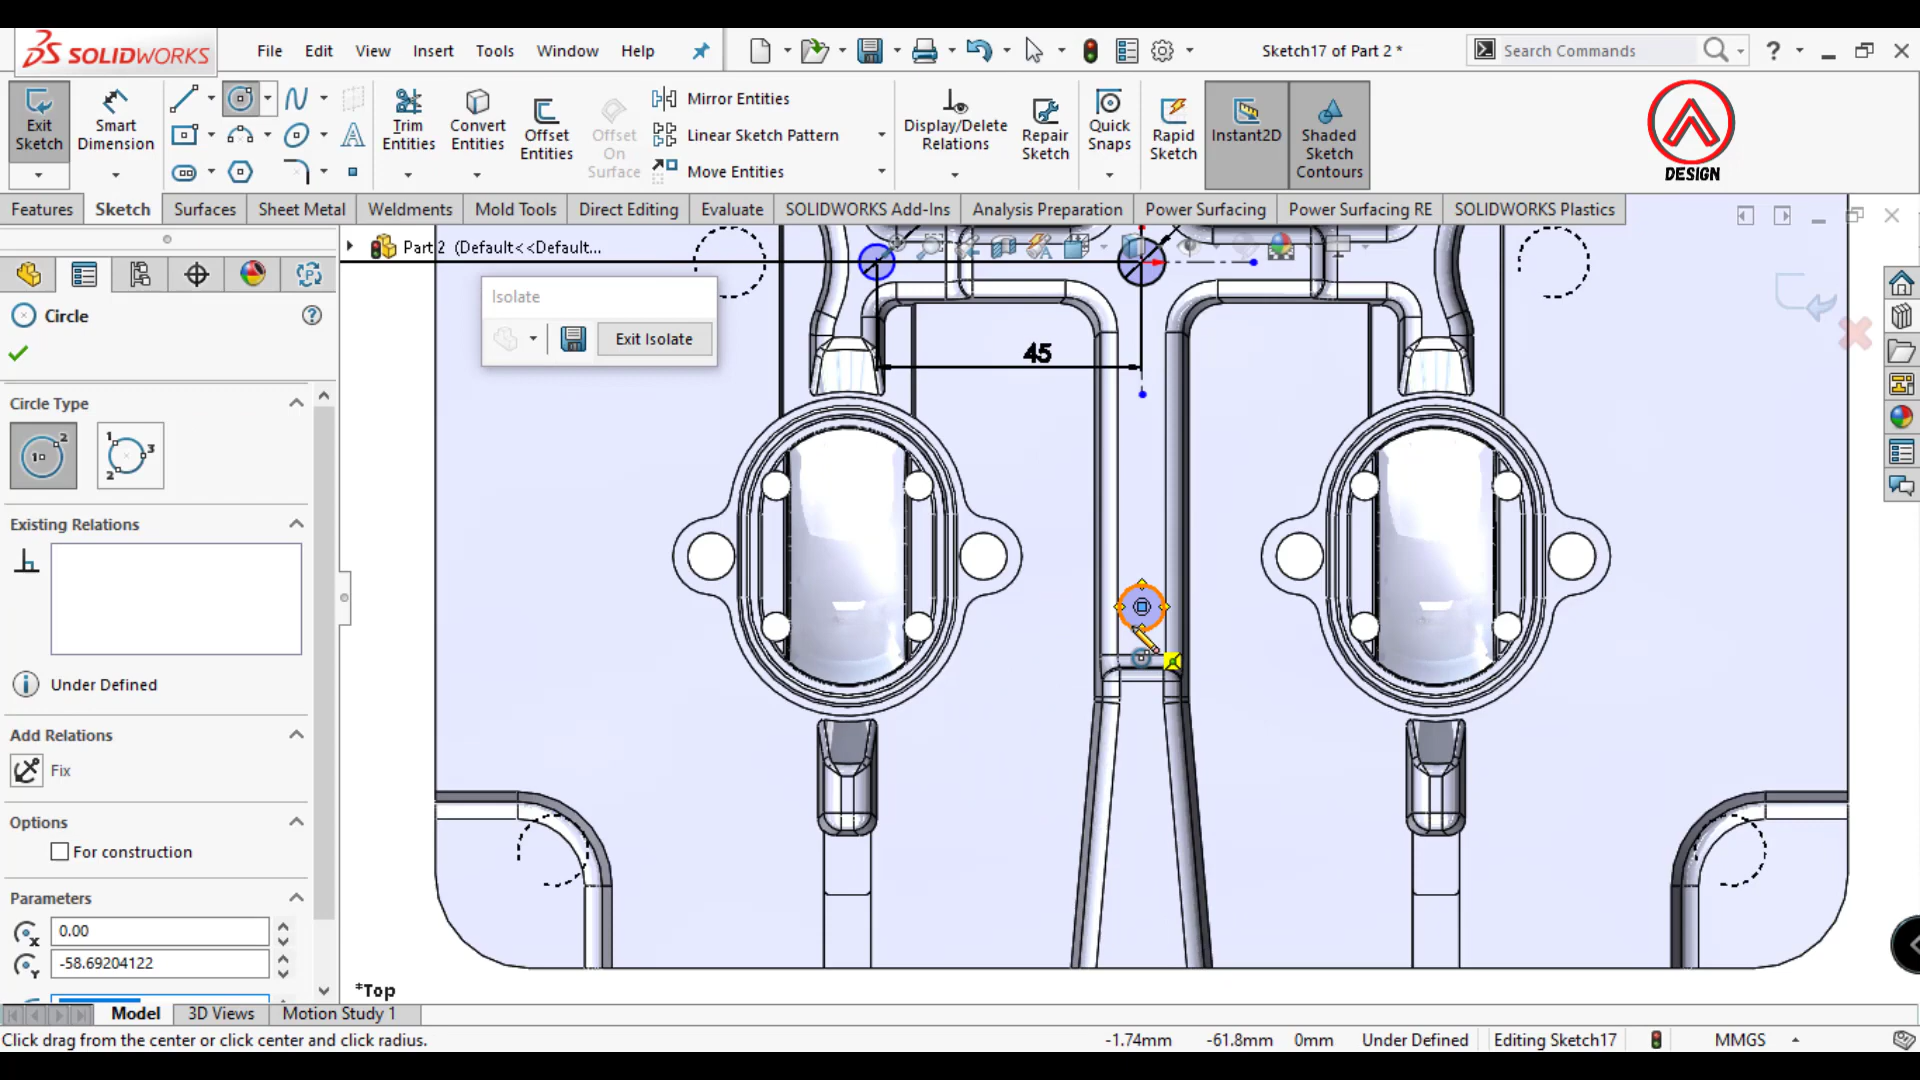 SOLIDWORKS
File Edit View Insert Tools Window Help
Sketch17 of Part 2 *
Search Commands
?
Exit Sketch
Smart Dimension
Trim Entities
Convert Entities
Offset Entities
Offset On Surface
Mirror Entities
Linear Sketch Pattern
Move Entities
Display/Delete Relations
Repair Sketch
Quick Snaps
Rapid Sketch
Instant2D
Shaded Sketch Contours
DESIGN
Features Sketch Surfaces Sheet Metal Weldments Mold Tools Direct Editing Evaluate SOLIDWORKS Add-Ins Analysis Preparation Power Surfacing Power Surfacing RE SOLIDWORKS Plastics
Part 2 (Default<<Default...
Isolate
Exit Isolate
45
Circle
Circle Type
Existing Relations
Under Defined
Add Relations
Fix
Options
For construction
Parameters
0.00
-58.69204122
*Top
Model 3D Views Motion Study 1
Click drag from the center or click center and click radius.
-1.74mm -61.8mm 0mm Under Defined Editing Sketch17 MMGS